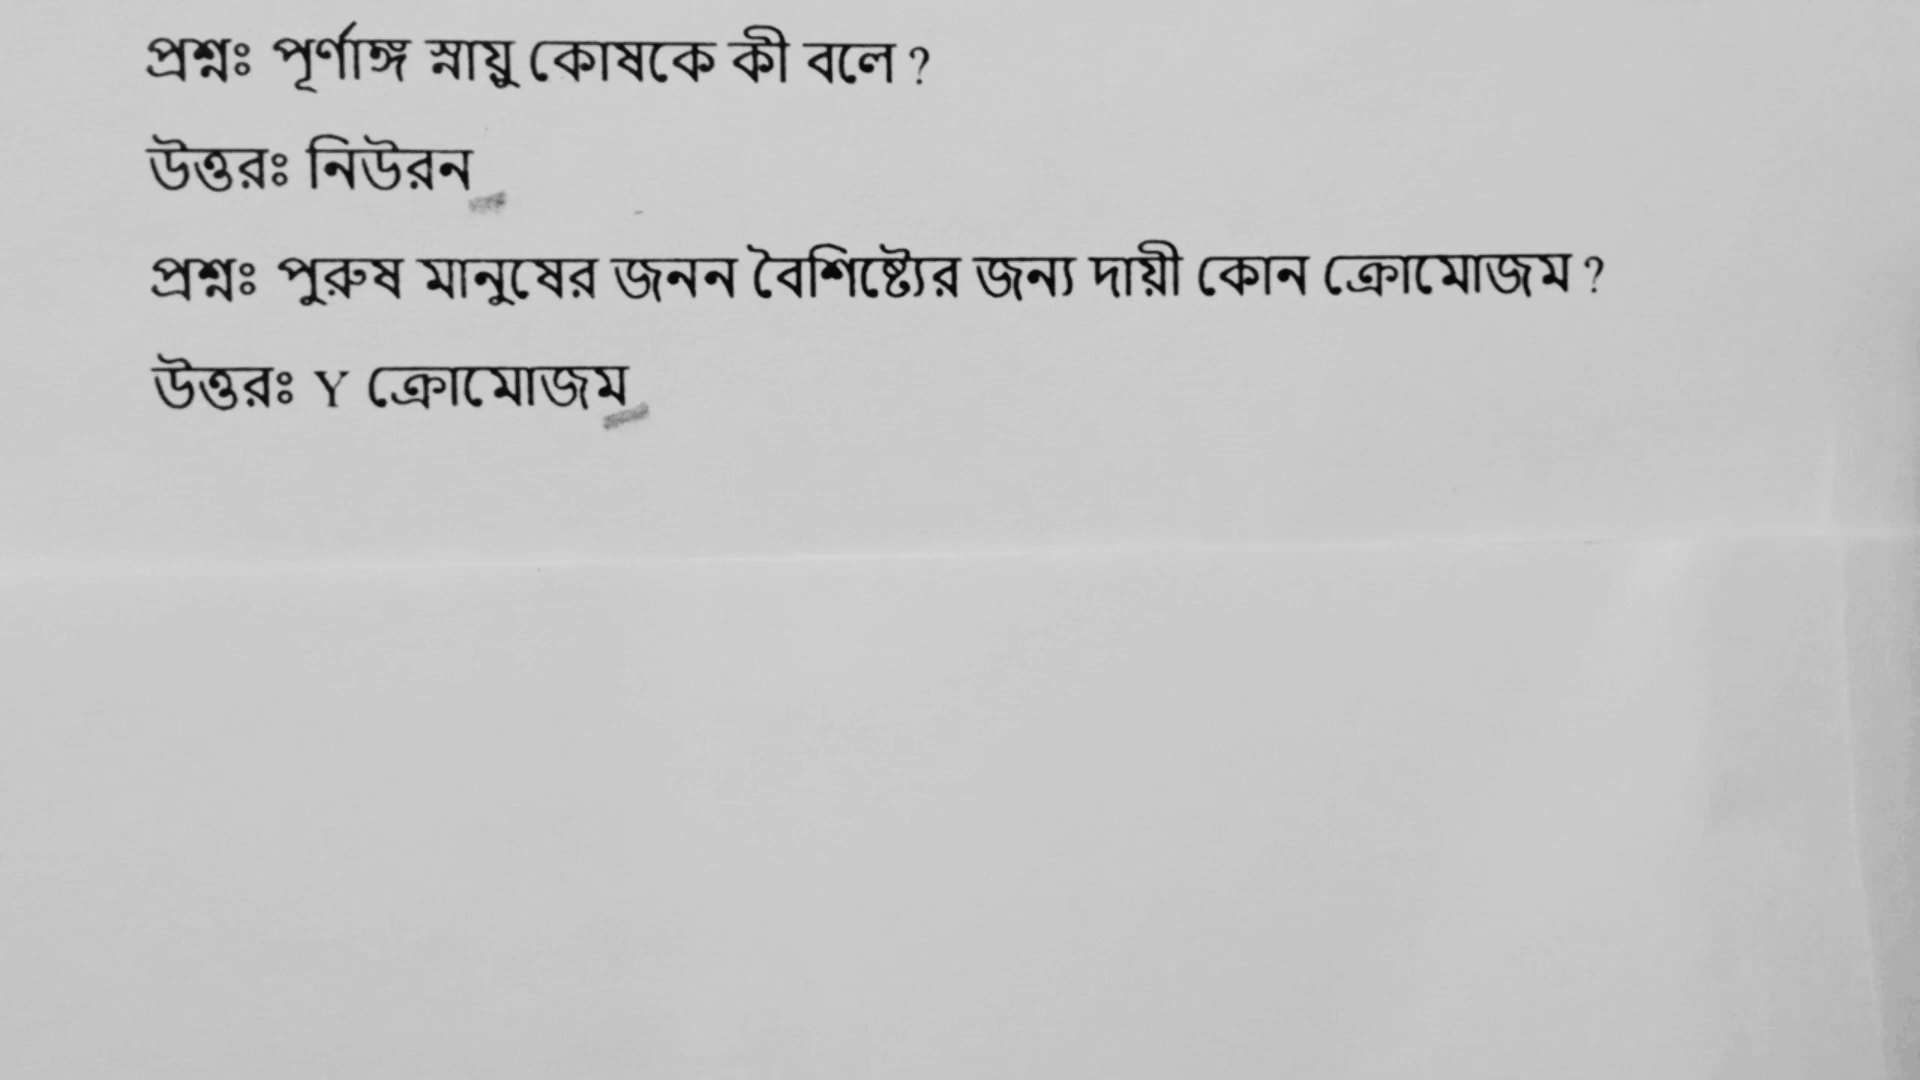 প্রশ্নঃ পূর্ণাঙ্গ স্নায়ু কোষকে কী বলে ?
উত্তরঃ নিউরন
প্রশ্নঃ পুরুষ মানুষের জনন বৈশিষ্ট্যের জন্য দায়ী কোন ক্রোমোজম ?
উত্তরঃ Y ক্রোমোজম